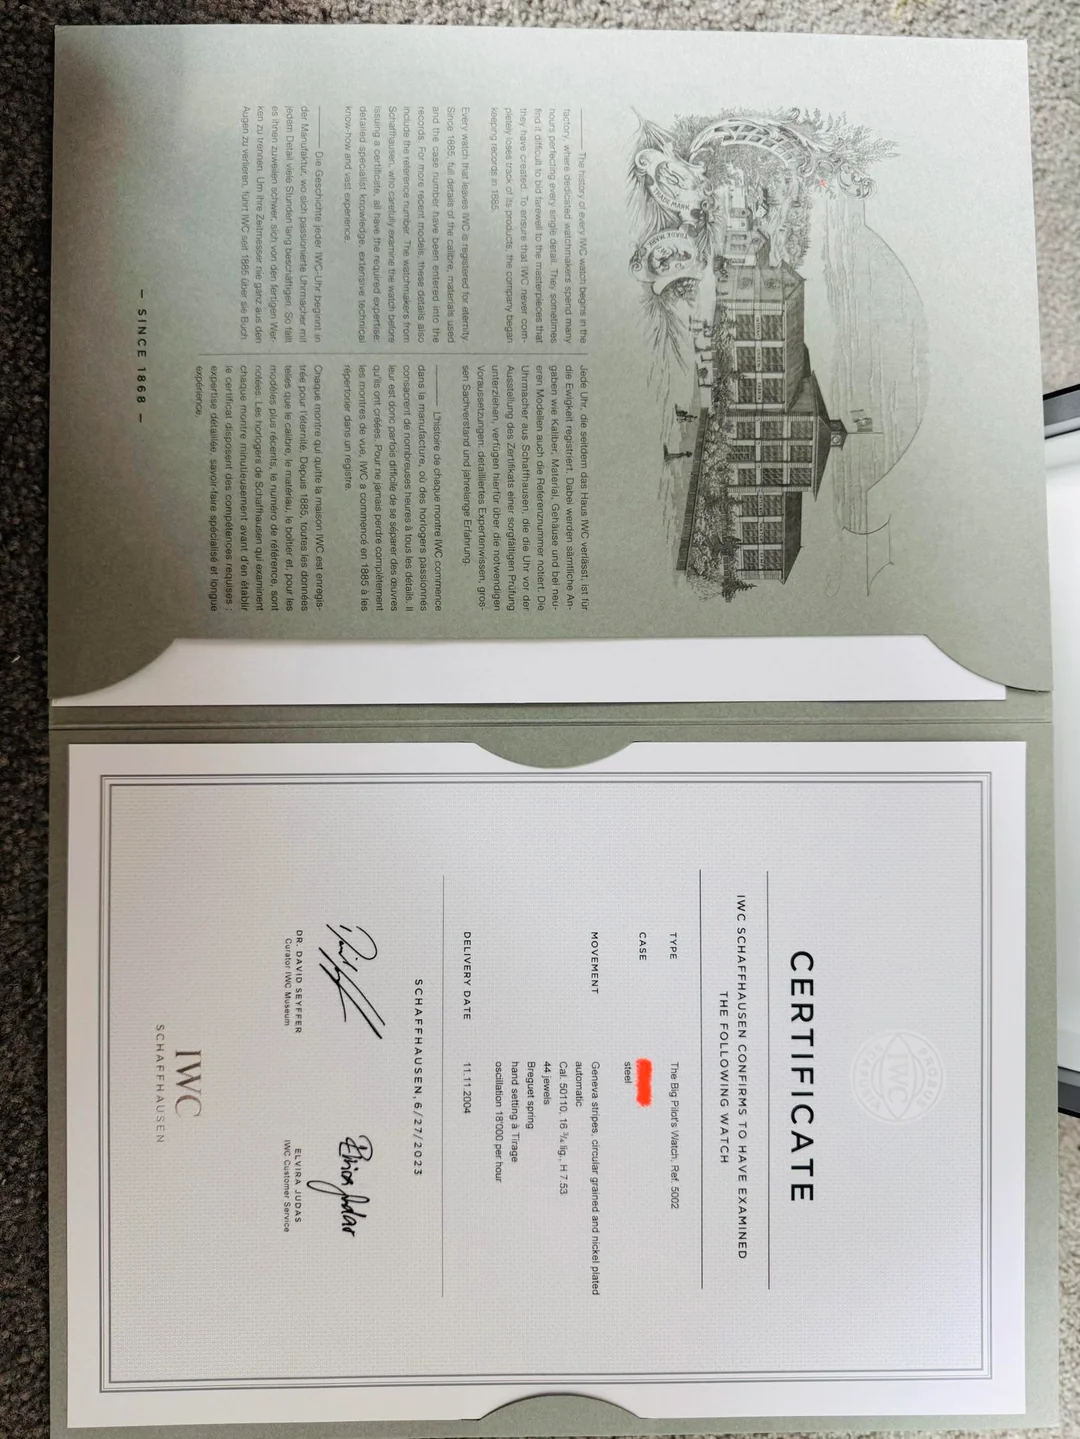 TRADE MARK
TRADE MARK
——— The history of every IWC watch begins in the
factory where dedicated watchmakers spend many
hours perfecting every single detail. They sometimes
find it difficult to bid farewell to the masterpieces that
they have created. To ensure that IWC never com-
pletely loses track of its products, the company began
keeping records in 1885.
Every watch that leaves IWC is registered for eternity.
Since 1885, full details of the calibre, materials used
and the case number have been entered into the
records. For more recent models, these details also
include the reference number. The watchmakers from
Schaffhausen, who carefully examine the watch before
issuing a certificate, all have the required expertise:
detailed specialist knowledge, extensive technical
know-how and vast experience.
——— Die Geschichte jeder IWC-Uhr beginnt in
der Manufaktur, wo sich passionierte Uhrmacher mit
jedem Detail viele Stunden lang beschäftigen. So fällt
es ihnen zuweilen schwer, sich von den fertigen Wer-
ken zu trennen. Um ihre Zeitmesser nie ganz aus den
Augen zu verlieren, führt IWC seit 1885 über sie Buch.
Jede Uhr, die seitdem das Haus IWC verlässt, ist für
die Ewigkeit registriert. Dabei werden sämtliche An-
gaben wie Kaliber, Material, Gehäuse und bei neu-
eren Modellen auch die Referenznummer notiert. Die
Uhrmacher aus Schaffhausen, die die Uhr vor der
Ausstellung des Zertifikats einer sorgfältigen Prüfung
unterziehen, verfügen hierfür über die notwendigen
Voraussetzungen: detailliertes Expertenwissen, gros-
sen Sachverstand und jahrelange Erfahrung.
——— L'histoire de chaque montre IWC commence
dans la manufacture, où des horlogers passionnés
consacrent de nombreuses heures à tous les détails. Il
leur est donc parfois difficile de se séparer des œuvres
qu'ils ont créées. Pour ne jamais perdre complètement
les montres de vue, IWC a commencé en 1885 à les
répertorier dans un registre.
Chaque montre qui quitte la maison IWC est enregis-
trée pour l'éternité. Depuis 1885, toutes les données
telles que le calibre, le matériau, le boîtier et, pour les
modèles plus récents, le numéro de référence, sont
notées. Les horlogers de Schaffhausen qui examinent
chaque montre minutieusement avant d'en établir
le certificat disposent des compétences requises :
expertise détaillée, savoir-faire spécialisé et longue
expérience.
– SINCE 1868 –
IWC
CERTIFICATE
IWC SCHAFFHAUSEN CONFIRMS TO HAVE EXAMINED
THE FOLLOWING WATCH
TYPE The Big Pilot's Watch, Ref. 5002
CASE
steel
MOVEMENT Geneva stripes, circular grained and nickel plated
automatic
Cal. 50110, 16 ¾ lig., H 7.53
44 jewels
Breguet spring
hand setting à Tirage
oscillation 18'000 per hour
DELIVERY DATE 11.11.2004
SCHAFFHAUSEN, 6/27/2023
DR. DAVID SEYFFER
Curator IWC Museum
ELVIRA JUDAS
IWC Customer Service
IWC
SCHAFFHAUSEN